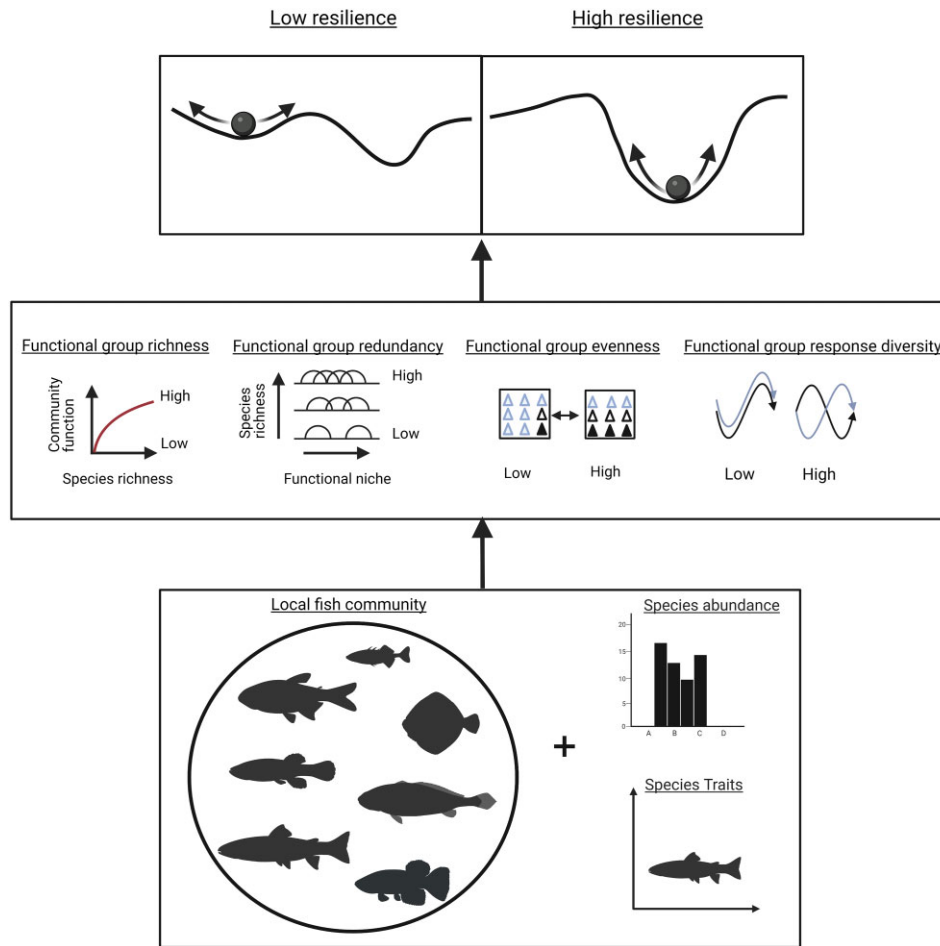 Low resilience
High resilience
Functional group richness
Community
function
High
Low
Species richness
Functional group redundancy
Species
richness
High
Low
Functional niche
Functional group evenness
Low
High
Functional group response diversity
Low
High
Local fish community
Species abundance
20
15
10
5
0
A
B
C
D
+
Species Traits